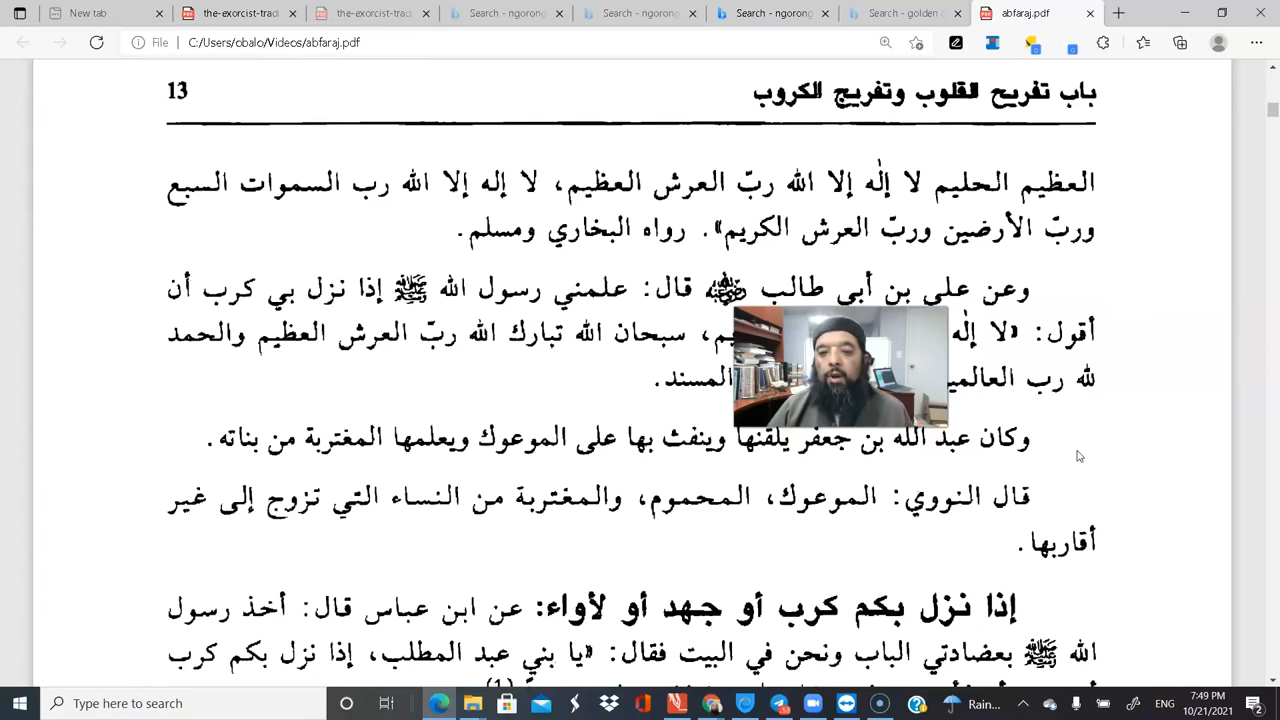 New tab
the-exorcist-trad
the-exorcist-trad
Search - ngorong
Search - ngorong
Search - ngorong
Search - golden g
abfaraj.pdf
File
C:/Users/obalo/Videos/abfaraj.pdf
باب تفريح القلوب وتفريج الكروب
13
العظيم الحليم لا إلٰه إلا الله ربّ العرش العظيم، لا إله إلا الله رب السموات السبع
وربّ الأرضين وربّ العرش الكريم». رواه البخاري ومسلم.
وعن علي بن أبي طالب رضي الله عنه قال: علمني رسول الله ﷺ إذا نزل بي كرب أن
أقول: «لا إلٰه يم، سبحان الله تبارك الله ربّ العرش العظيم والحمد
لله رب العالمي المسند.
وكان عبد الله بن جعفر يلقنها وينفث بها على الموعوك ويعلمها المغتربة من بناته.
قال النووي: الموعوك، المحموم، والمغتربة من النساء التي تزوج إلى غير
أقاربها.
إذا نزل بكم كرب أو جهد أو لأواء: عن ابن عباس قال: أخذ رسول
الله ﷺ بعضادتي الباب ونحن في البيت فقال: «يا بني عبد المطلب، إذا نزل بكم كرب
Type here to search
Rain...
ENG
7:49 PM
10/21/2021